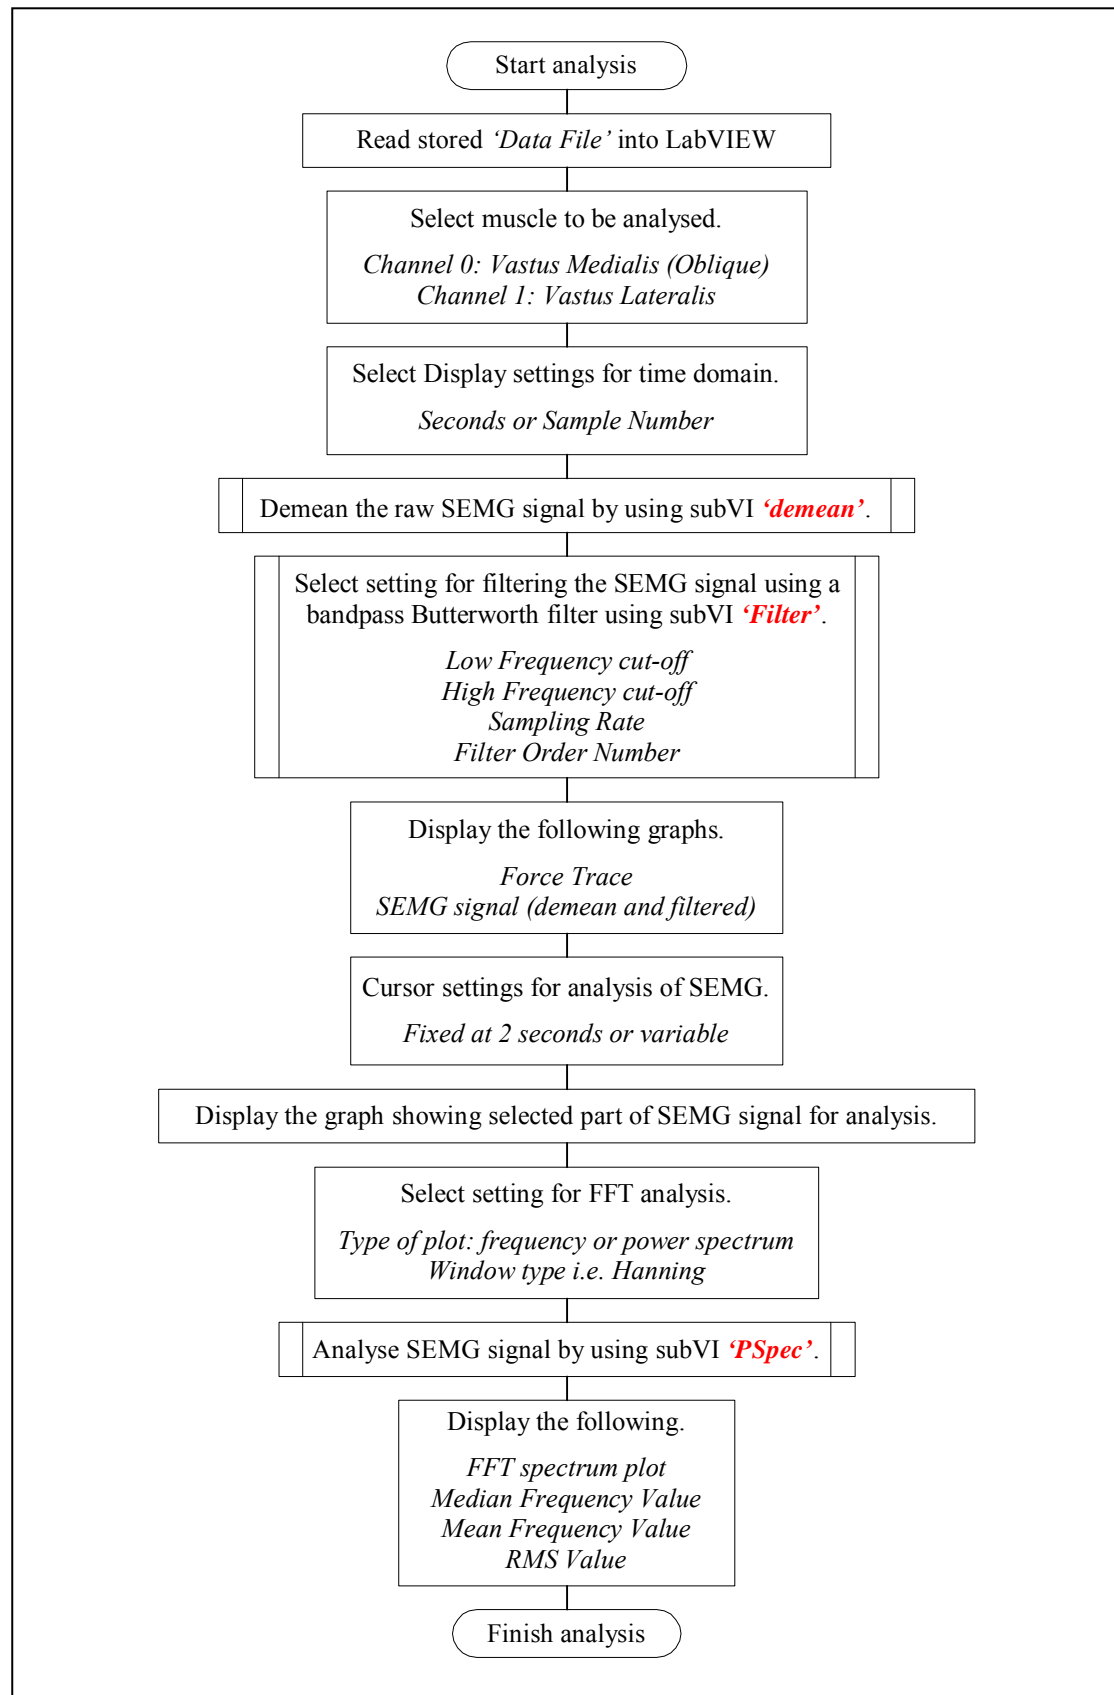 Start analysis
Read stored ‘Data File’ into LabVIEW
Select muscle to be analysed.
Channel 0: Vastus Medialis (Oblique)
Channel 1: Vastus Lateralis
Select Display settings for time domain.
Seconds or Sample Number
Demean the raw SEMG signal by using subVI ‘demean’.
Select setting for filtering the SEMG signal using a
bandpass Butterworth filter using subVI ‘Filter’.
Low Frequency cut-off
High Frequency cut-off
Sampling Rate
Filter Order Number
Display the following graphs.
Force Trace
SEMG signal (demean and filtered)
Cursor settings for analysis of SEMG.
Fixed at 2 seconds or variable
Display the graph showing selected part of SEMG signal for analysis.
Select setting for FFT analysis.
Type of plot: frequency or power spectrum
Window type i.e. Hanning
Analyse SEMG signal by using subVI ‘PSpec’.
Display the following.
FFT spectrum plot
Median Frequency Value
Mean Frequency Value
RMS Value
Finish analysis